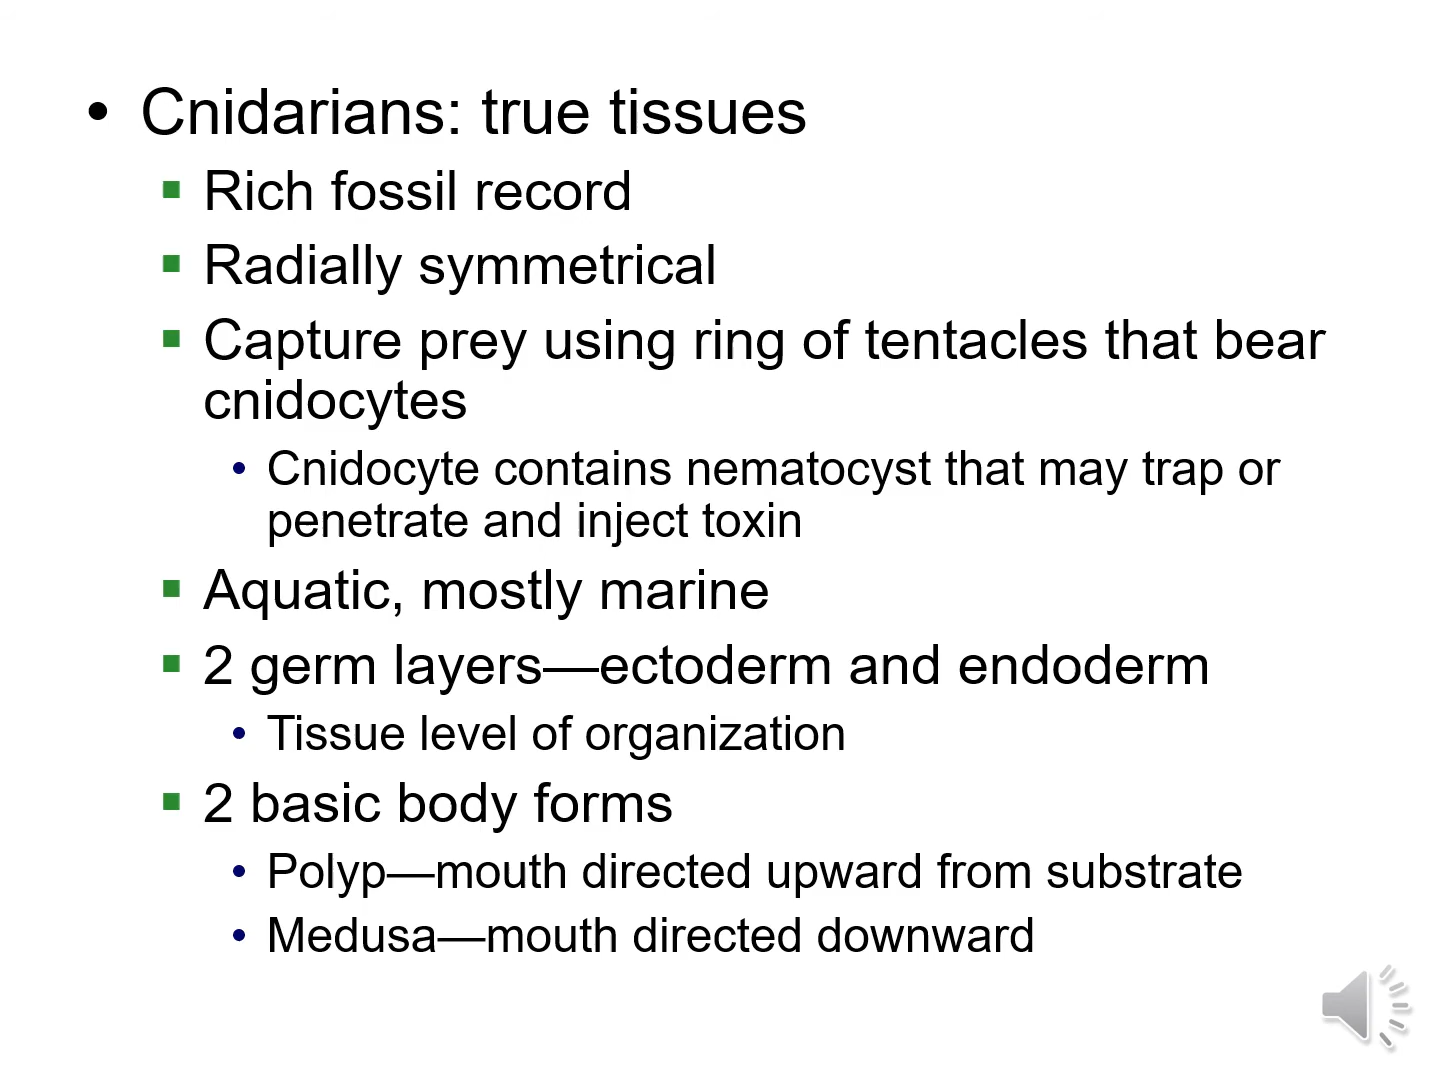 • Cnidarians: true tissues
▪ Rich fossil record
▪ Radially symmetrical
▪ Capture prey using ring of tentacles that bear
cnidocytes
• Cnidocyte contains nematocyst that may trap or
penetrate and inject toxin
▪ Aquatic, mostly marine
▪ 2 germ layers—ectoderm and endoderm
• Tissue level of organization
▪ 2 basic body forms
• Polyp—mouth directed upward from substrate
• Medusa—mouth directed downward